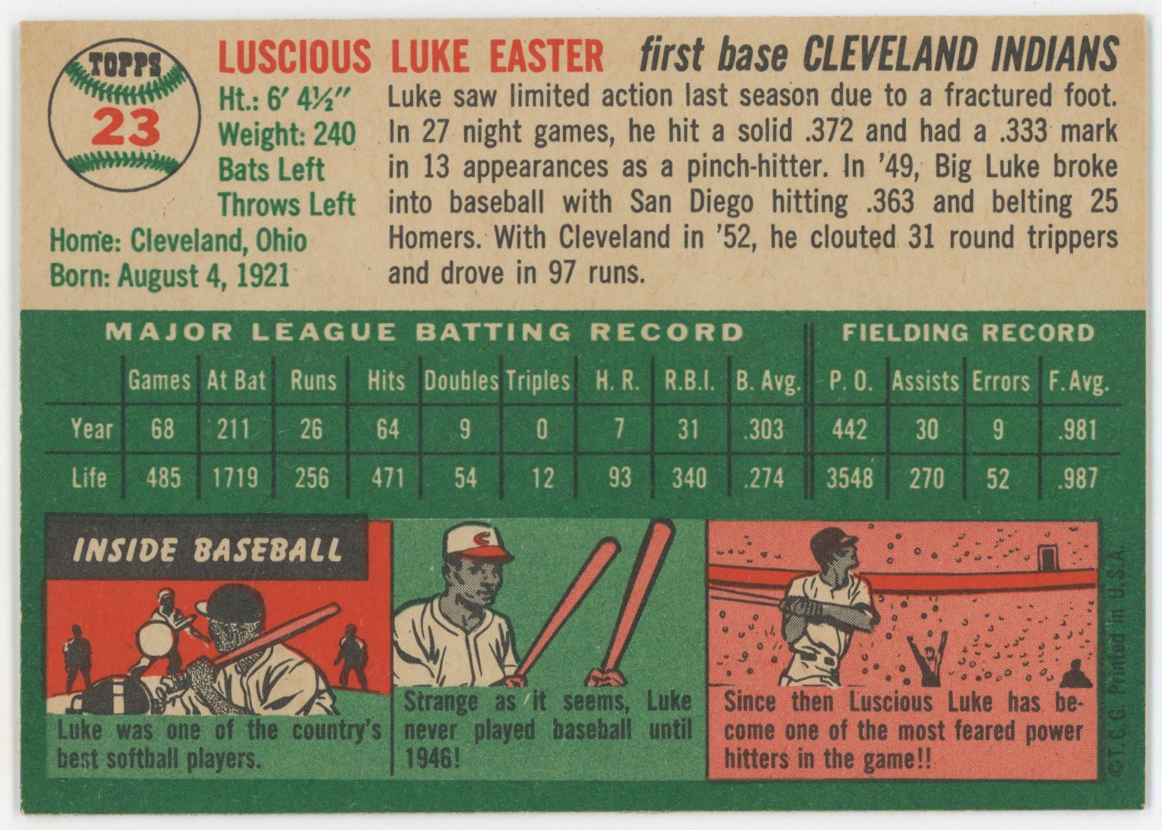 TOPPS
23
LUSCIOUS LUKE EASTER first base CLEVELAND INDIANS
Ht.: 6' 4½"
Weight: 240
Bats Left
Throws Left
Home: Cleveland, Ohio
Born: August 4, 1921
Luke saw limited action last season due to a fractured foot.
In 27 night games, he hit a solid .372 and had a .333 mark
in 13 appearances as a pinch-hitter. In '49, Big Luke broke
into baseball with San Diego hitting .363 and belting 25
Homers. With Cleveland in '52, he clouted 31 round trippers
and drove in 97 runs.
MAJOR LEAGUE BATTING RECORD FIELDING RECORD
Games At Bat Runs Hits Doubles Triples H. R. R.B.I. B. Avg. P. O. Assists Errors F. Avg.
Year 68 211 26 64 9 0 7 31 .303 442 30 9 .981
Life 485 1719 256 471 54 12 93 340 .274 3548 270 52 .987
INSIDE BASEBALL
Luke was one of the country's
best softball players.
C
Strange as it seems, Luke
never played baseball until
1946!
Since then Luscious Luke has be-
come one of the most feared power
hitters in the game!!
© T. C. G. Printed in U.S.A.